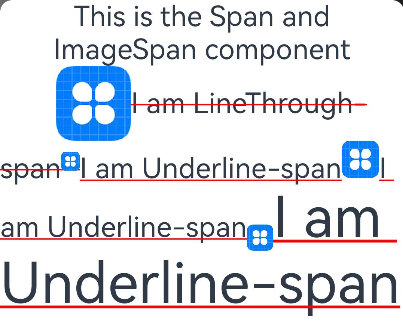 This is the Span and
ImageSpan component
I am LineThrough-
span I am Underline-span I
am Underline-span I am
Underline-span